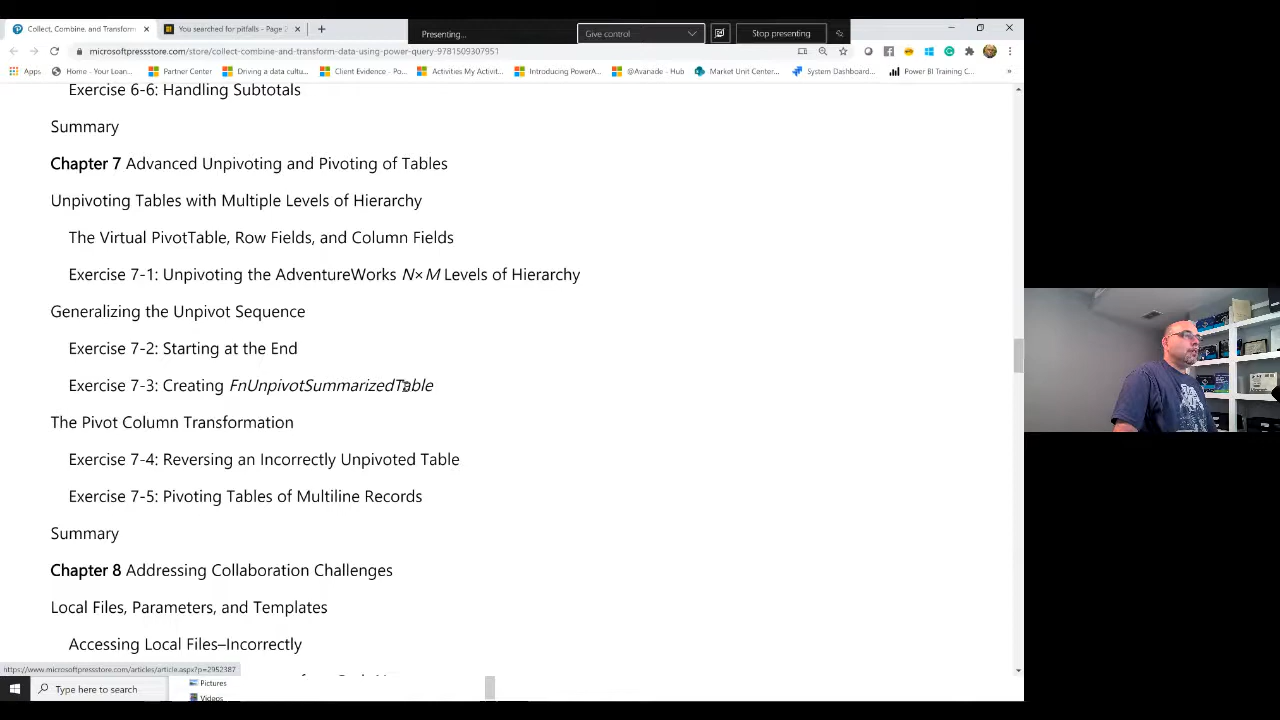 Collect, Combine, and Transform
You searched for pitfalls - Page 2
Presenting...
Give control
Stop presenting
microsoftpressstore.com/store/collect-combine-and-transform-data-using-power-query-9781509307951
Apps
Home - Your Loan...
Partner Center
Driving a data cultu...
Client Evidence - Po...
Activities My Activit...
Introducing PowerA...
@Avanade - Hub
Market Unit Center...
System Dashboard...
Power BI Training C...
Exercise 6-6: Handling Subtotals
Summary
Chapter 7 Advanced Unpivoting and Pivoting of Tables
Unpivoting Tables with Multiple Levels of Hierarchy
The Virtual PivotTable, Row Fields, and Column Fields
Exercise 7-1: Unpivoting the AdventureWorks N×M Levels of Hierarchy
Generalizing the Unpivot Sequence
Exercise 7-2: Starting at the End
Exercise 7-3: Creating FnUnpivotSummarizedTable
The Pivot Column Transformation
Exercise 7-4: Reversing an Incorrectly Unpivoted Table
Exercise 7-5: Pivoting Tables of Multiline Records
Summary
Chapter 8 Addressing Collaboration Challenges
Local Files, Parameters, and Templates
Accessing Local Files–Incorrectly
https://www.microsoftpressstore.com/articles/article.aspx?p=2952387
Type here to search
Pictures
Videos